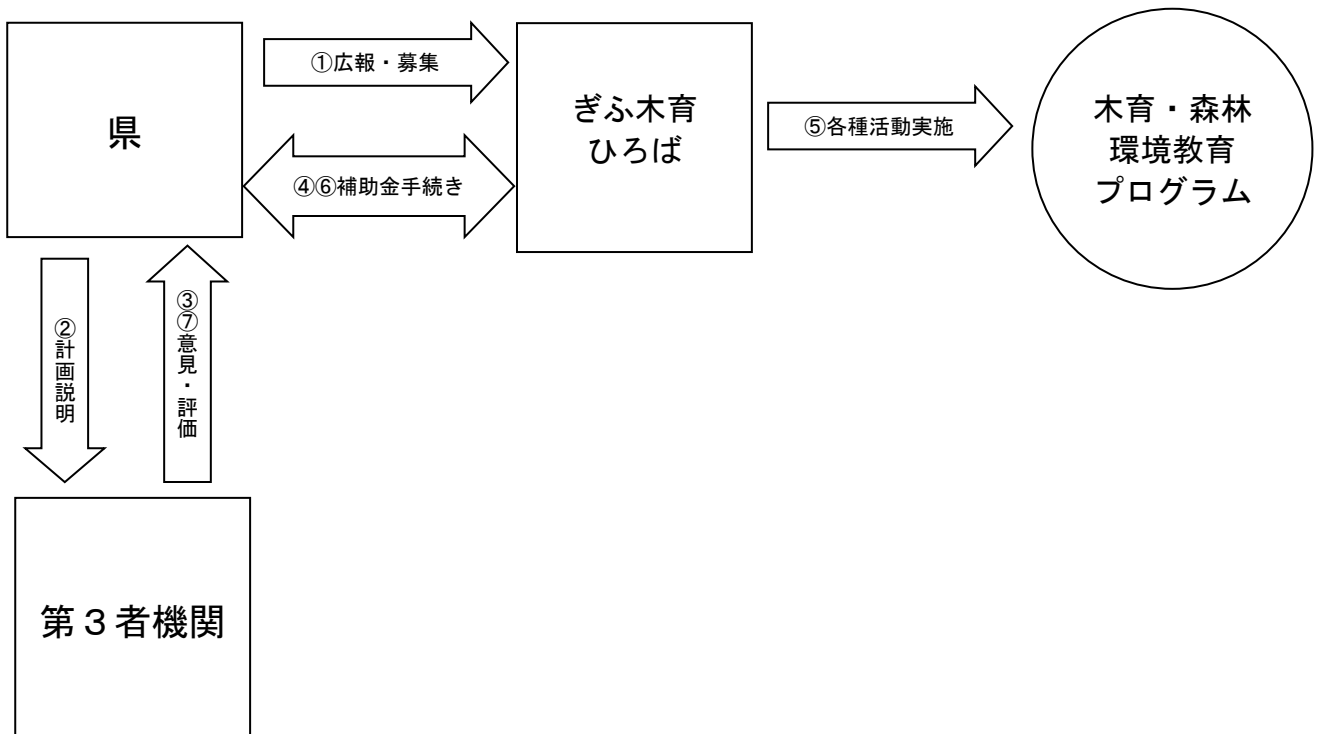 県
①広報・募集
④⑥補助金手続き
ぎふ木育
ひろば
⑤各種活動実施
木育・森林
環境教育
プログラム
②計画説明
③⑦意見・評価
第３者機関